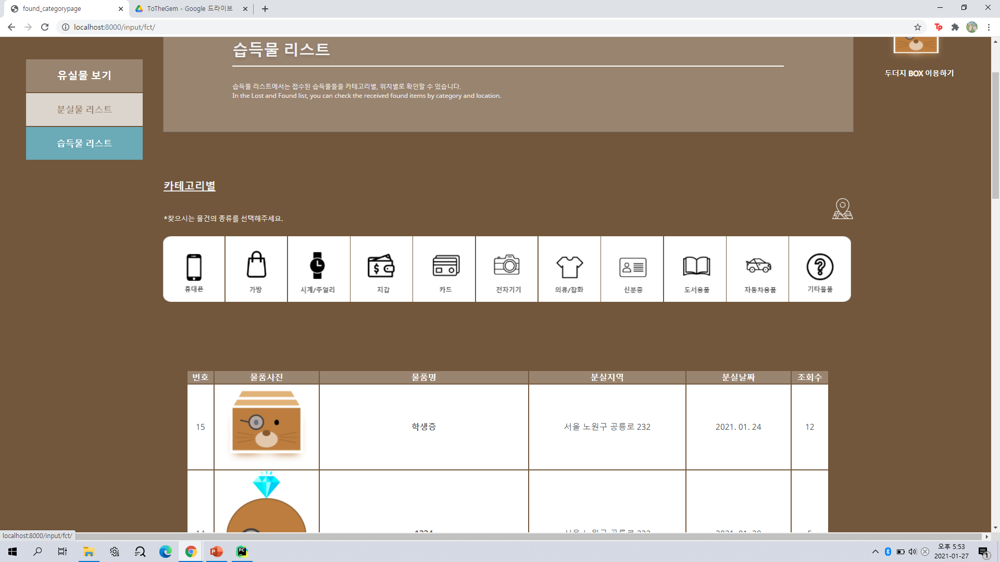 found_categorypage
ToTheGem - Google 드라이브
localhost:8000/input/fct/
Tp
습득물 리스트
습득물 리스트에서는 접수된 습득물들을 카테고리별, 위치별로 확인할 수 있습니다.
In the Lost and Found list, you can check the received found items by category and location.
유실물 보기
분실물 리스트
습득물 리스트
두더지 BOX 이용하기
카테고리별
*찾으시는 물건의 종류를 선택해주세요.
휴대폰 가방 시계/주얼리 지갑 카드 전자기기 의류/잡화 신분증 도서용품 자동차용품 기타물품
번호 물품사진 물품명 분실지역 분실날짜 조회수
15 학생증 서울 노원구 공릉로 232 2021. 01. 24 12
localhost:8000/input/fct/
P
PC
오후 5:53
2021-01-27
1